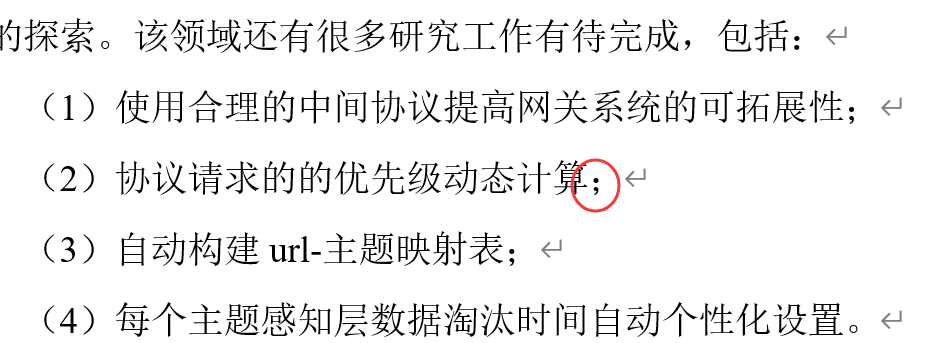 的探索。该领域还有很多研究工作有待完成，包括：
（1）使用合理的中间协议提高网关系统的可拓展性；
（2）协议请求的的优先级动态计算；
（3）自动构建 url-主题映射表；
（4）每个主题感知层数据淘汰时间自动个性化设置。